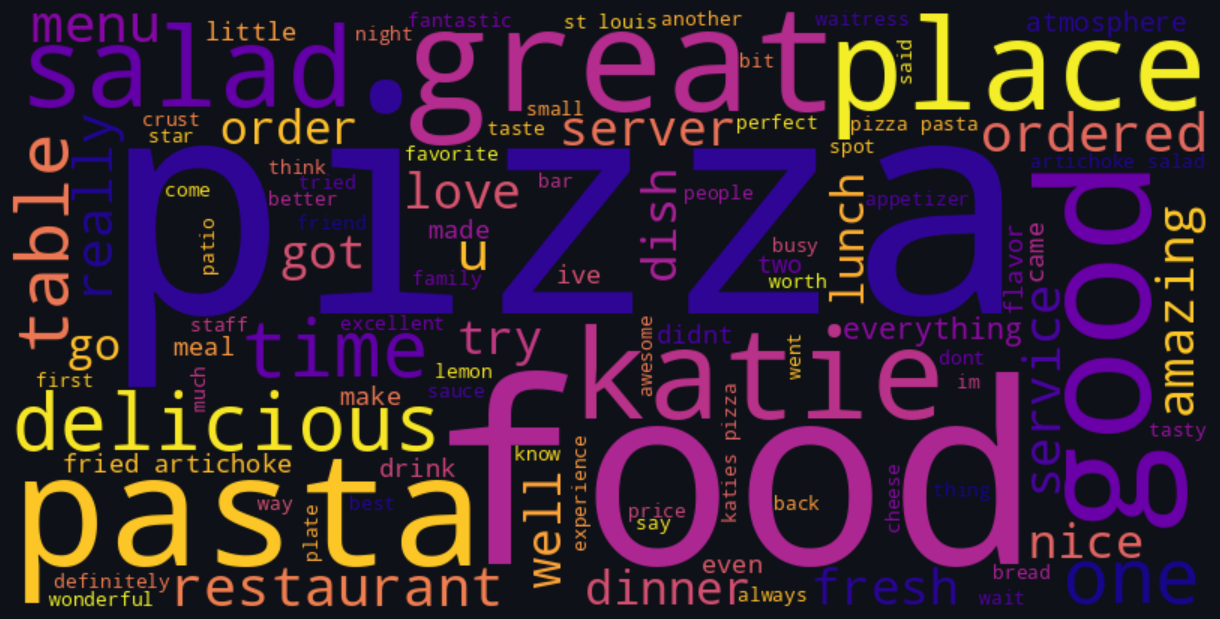 menu
little
night
fantastic
st louis
another
waitress
atmosphere
salad
great
bit
said
place
crust
star
order
small
taste
server
perfect
pizza pasta
spot
ordered
artichoke salad
table
really
pizza
favorite
think
tried
better
come
patio
friend
got
love
made
u
family
bar
ive
dish
people
busy
two
worth
lunch
appetizer
flavor
came
good
amazing
go
first
staff
meal
time
excellent
try
lemon
sauce
much
make
awesome
didnt
went
everything
katie
dont
im
service
tasty
delicious
fried artichoke
drink
know
food
pasta
way
best
plate
well
experience
price
say
katies pizza
back
cheese
thing
nice
definitely
wonderful
restaurant
dinner
even
always
fresh
bread
wait
one